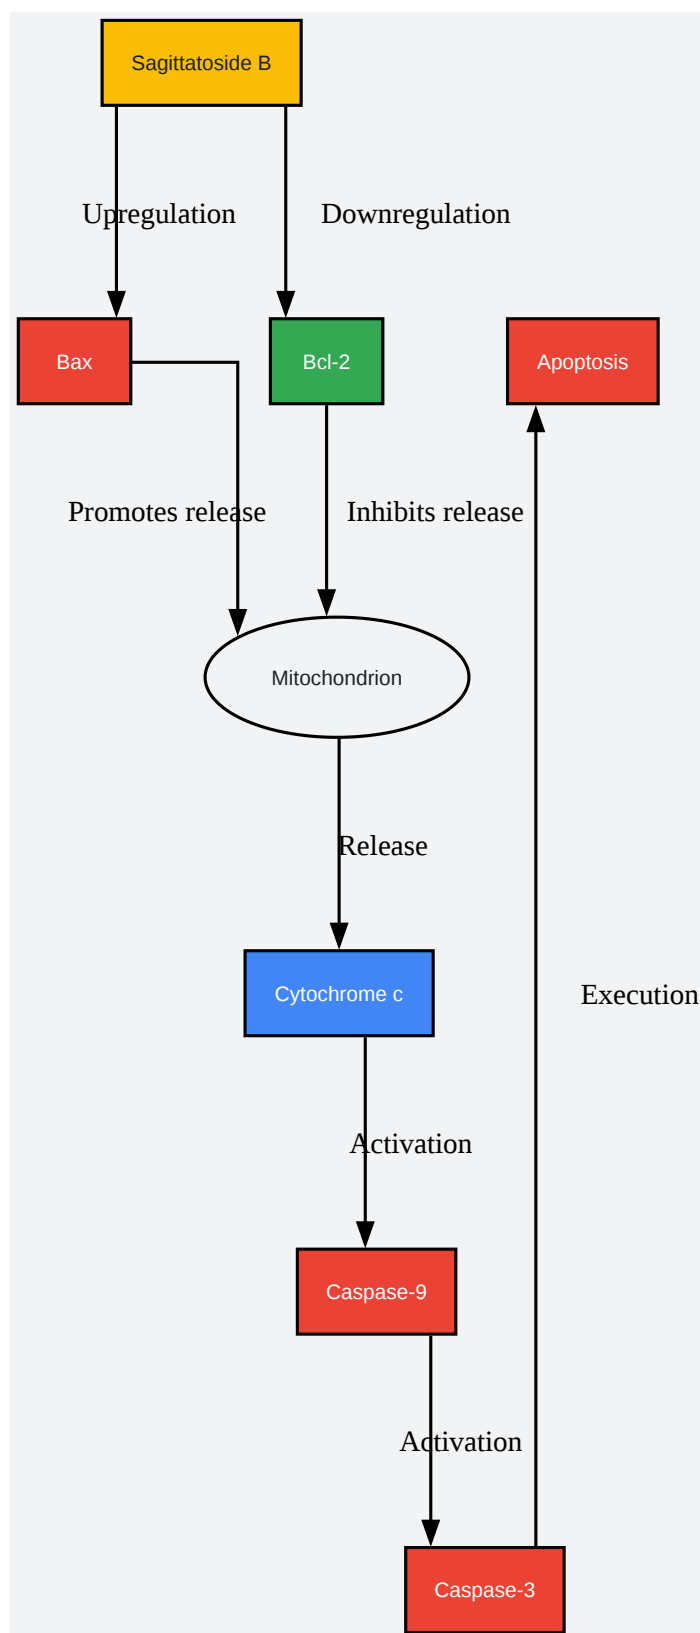 Sagittatoside B
Upregulation
Downregulation
Bax
Bcl-2
Apoptosis
Promotes release
Inhibits release
Mitochondrion
Release
Cytochrome c
Execution
Activation
Caspase-9
Activation
Caspase-3